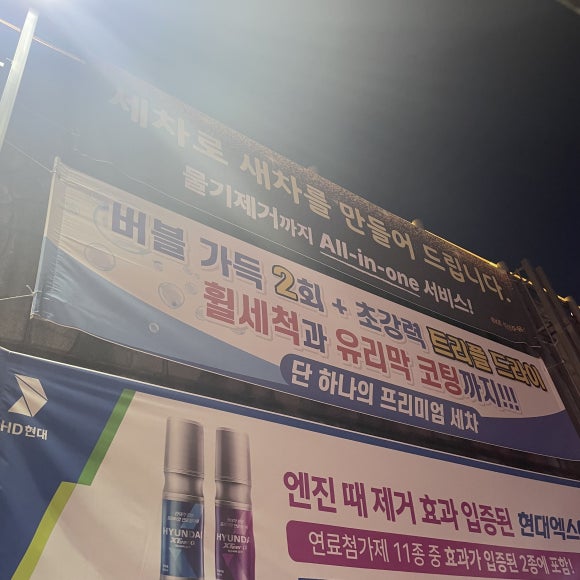 세차로 새차를 만들어 드립니다.
물기제거까지 All-in-one 서비스!
버블 가득 2회 + 초강력 트리플 드라이
휠세척과 유리막 코팅까지!!!
단 하나의 프리미엄 세차
HD현대
엔진 때 제거 효과 입증된 현대엑스
연료첨가제 11종 중 효과가 입증된 2종에 포함!
HYUNDAI
XTeer G
HYUNDAI
XTeer G